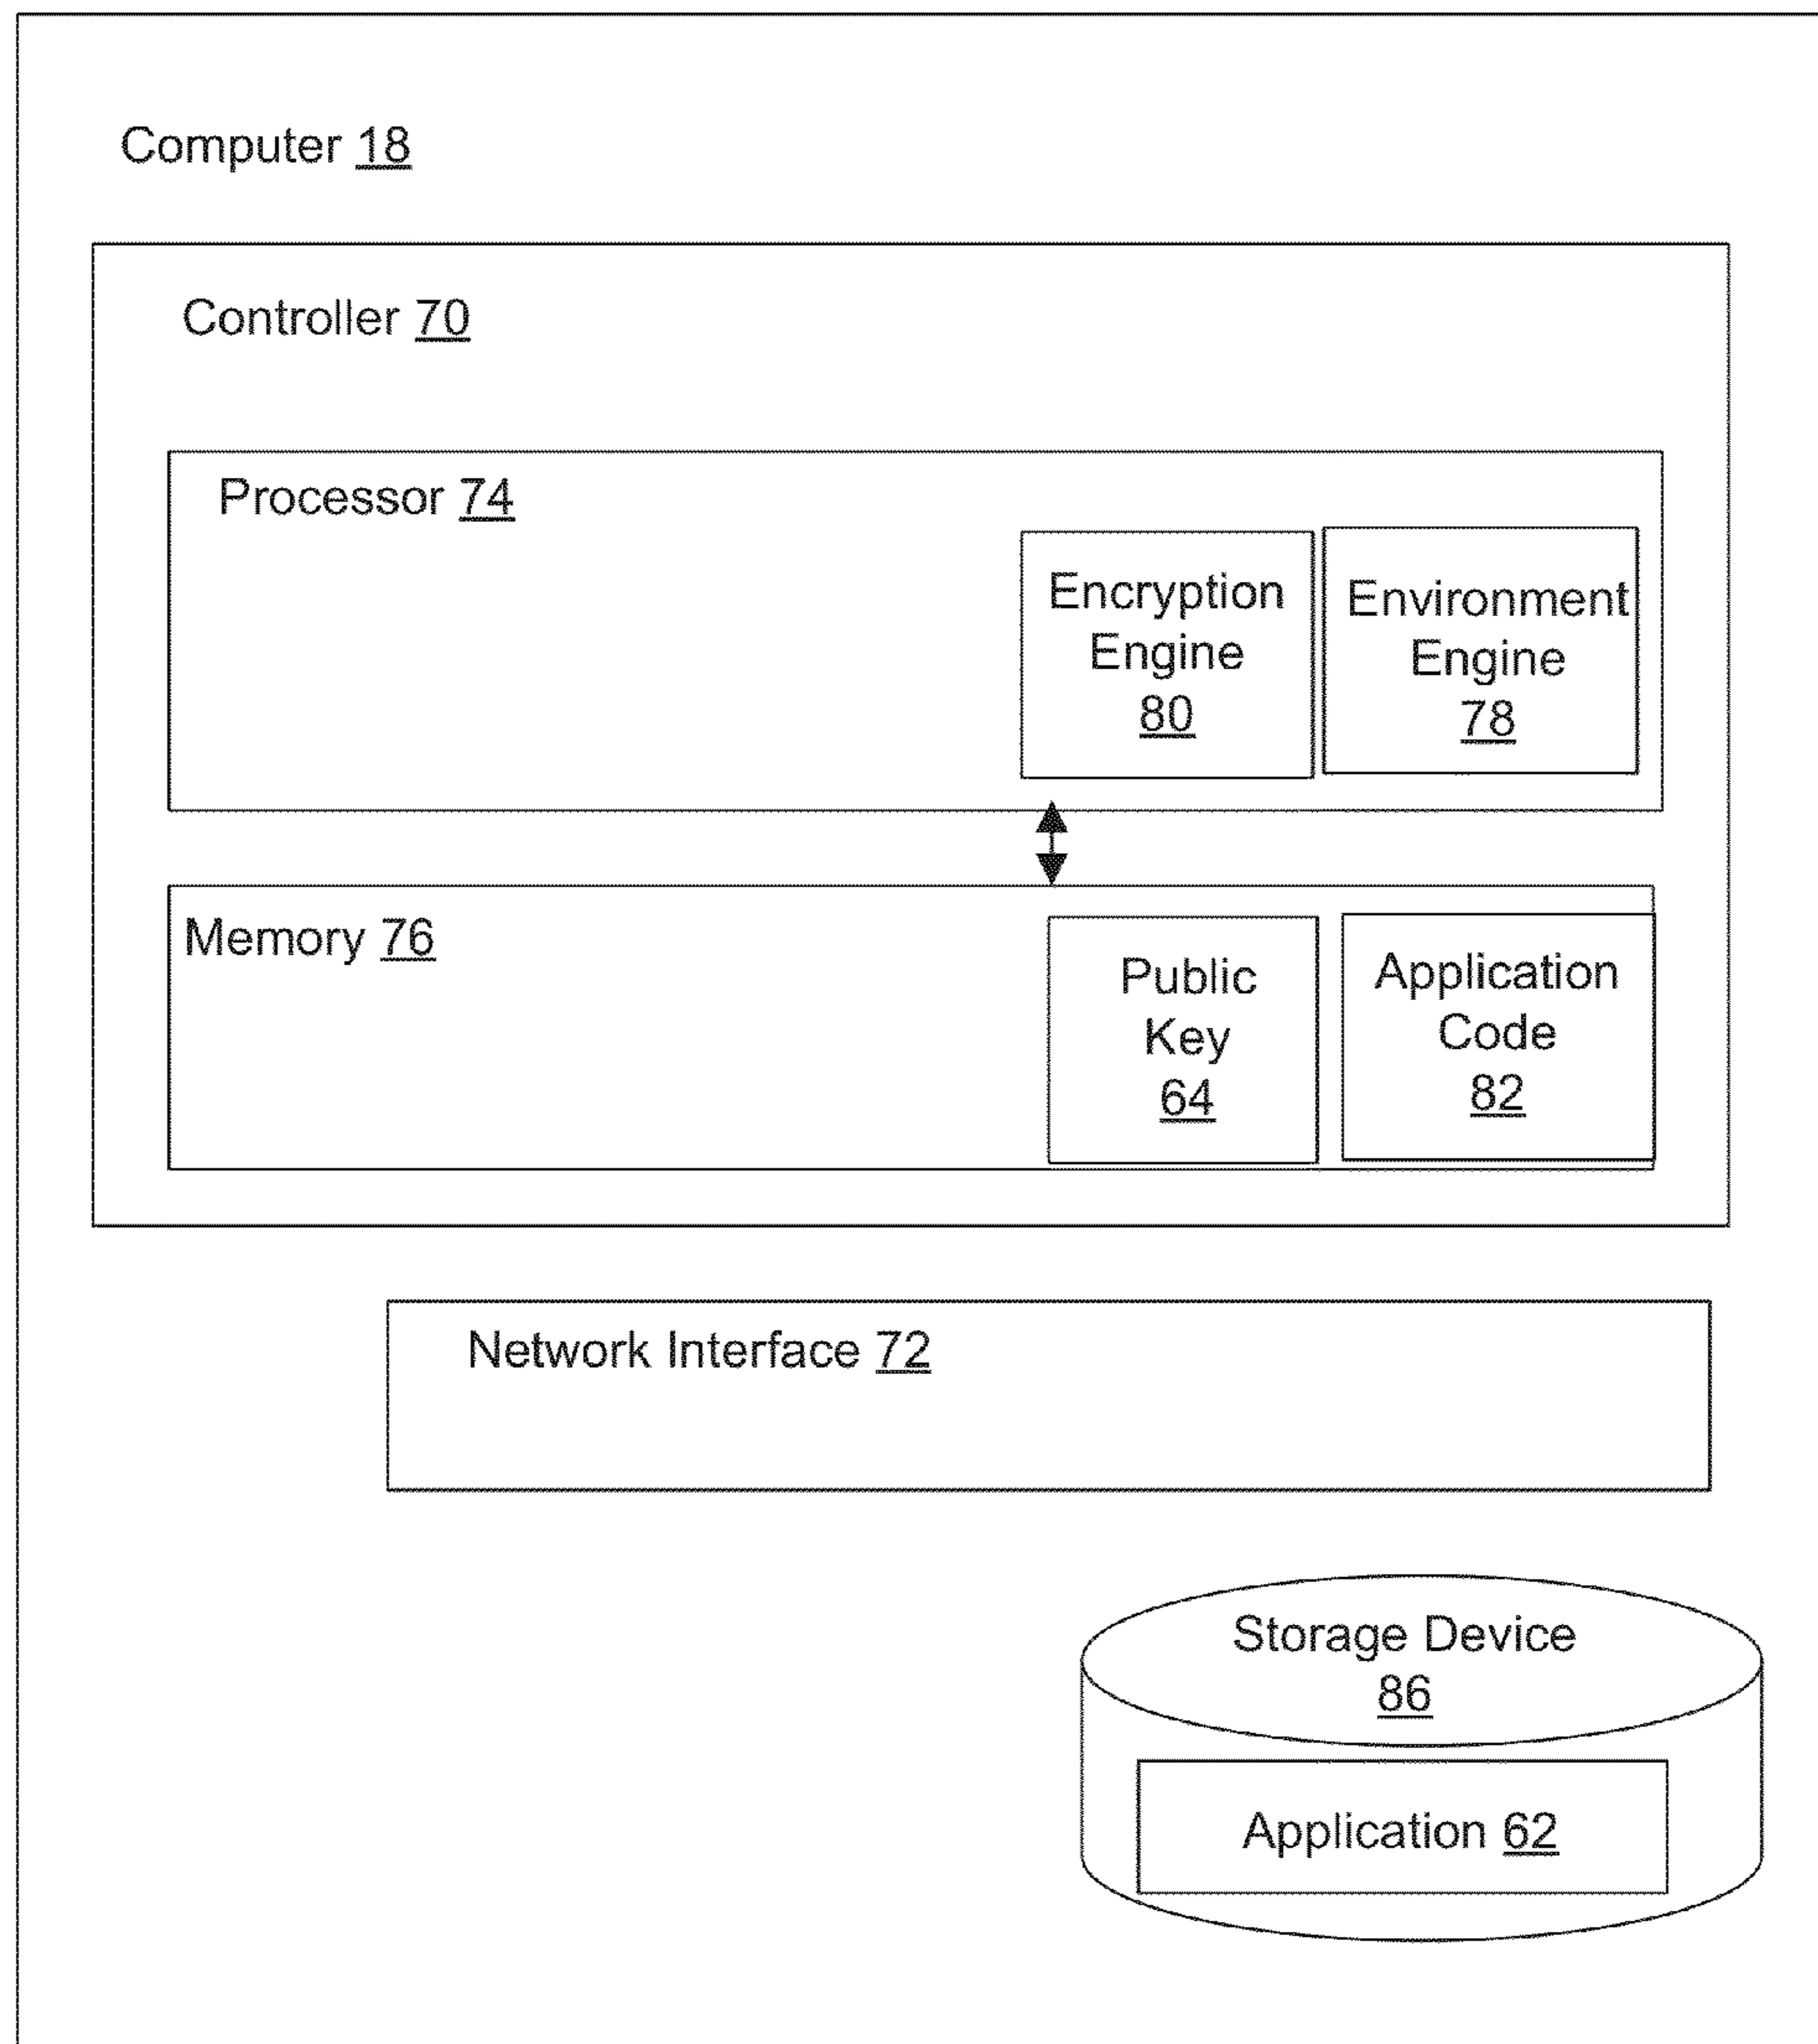 Computer 18
Controller 70
Processor 74
Encryption
Engine
80
Environment
Engine
78
Memory 76
Public
Key
64
Application
Code
82
Network Interface 72
Storage Device
86
Application 62